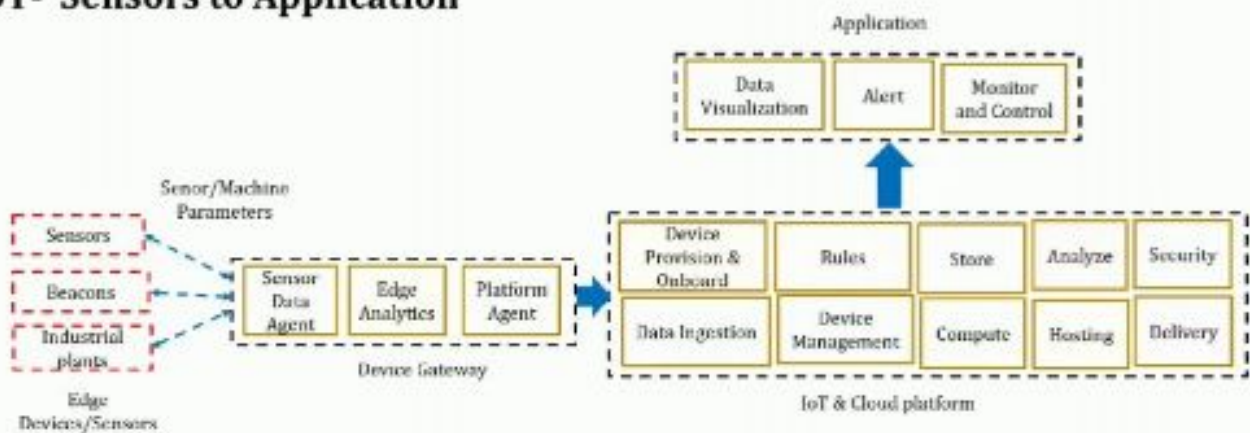 Sensors to Application
Application
Data
Visualization
Alert
Monitor
and Control
Senor/Machine
Parameters
Sensors
Beacons
Industrial
plants
Edge
Devices/Sensors
Sensor
Data
Agent
Edge
Analytics
Platform
Agent
Device Gateway
Device
Provision &
Onboard
Rules
Store
Analyze
Security
Data Ingestion
Device
Management
Compute
Hosting
Delivery
IoT & Cloud platform